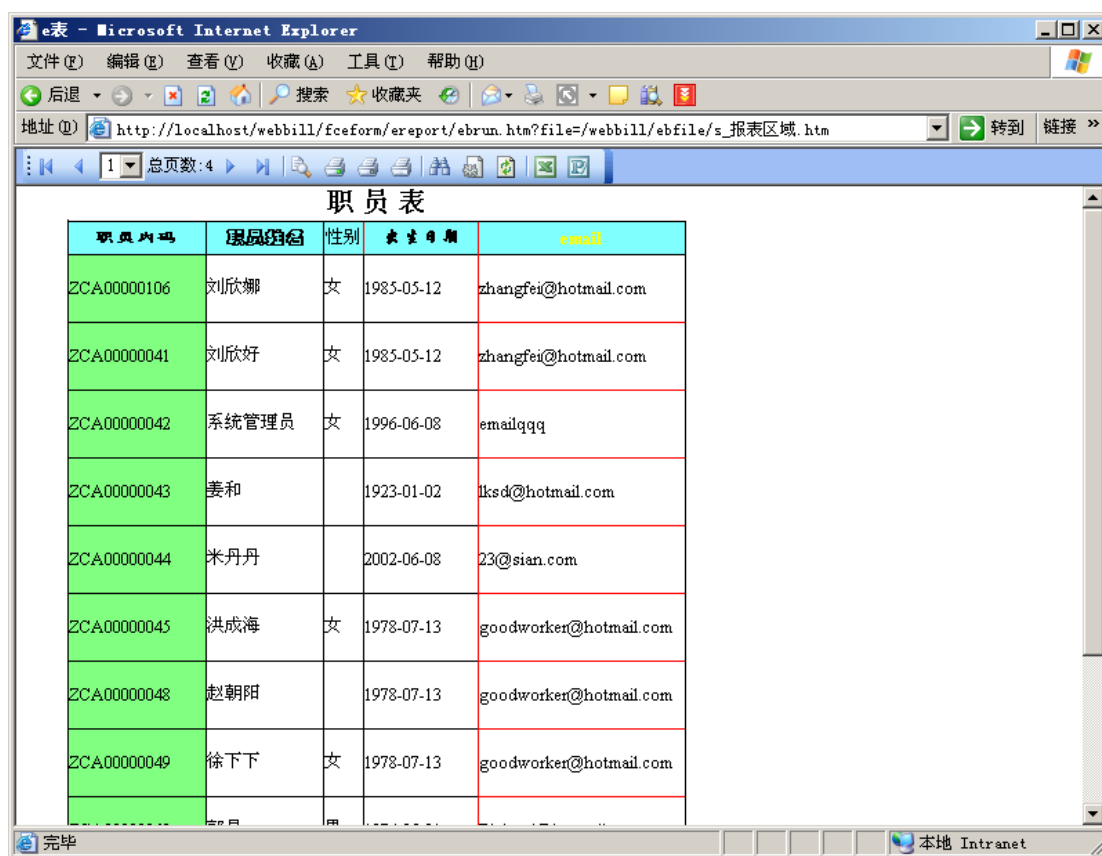 e表 - Microsoft Internet Explorer
文件(F) 编辑(E) 查看(V) 收藏(A) 工具(T) 帮助(H)
后退 搜索 收藏夹
地址(D) http://localhost/webbill/fceform/ereport/ebrun.htm?file=/webbill/ebfile/s_报表区域.htm 转到 链接 »
1 总页数:4
职员表
职员内码 职员姓名 性别 出生日期 email
ZCA00000106 刘欣娜 女 1985-05-12 zhangfei@hotmail.com
ZCA00000041 刘欣好 女 1985-05-12 zhangfei@hotmail.com
ZCA00000042 系统管理员 女 1996-06-08 emailqqq
ZCA00000043 姜和 1923-01-02 lksd@hotmail.com
ZCA00000044 米丹丹 2002-06-08 23@sian.com
ZCA00000045 洪成海 女 1978-07-13 goodworker@hotmail.com
ZCA00000048 赵朝阳 1978-07-13 goodworker@hotmail.com
ZCA00000049 徐下下 女 1978-07-13 goodworker@hotmail.com
完毕 本地 Intranet